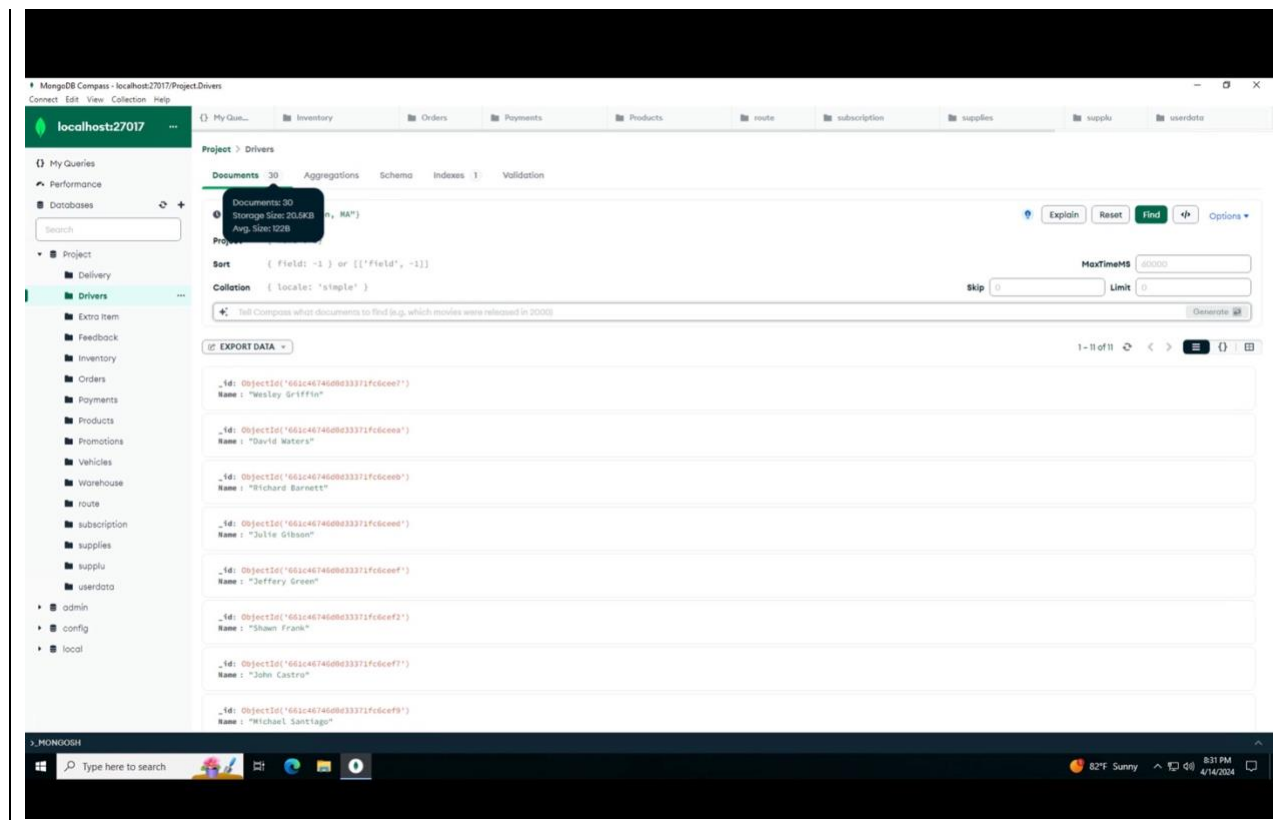 MongoDB Compass - localhost:27017/Project.Drivers
Connect Edit View Collection Help
localhost:27017 ...
{} My Que... Inventory Orders Payments Products route subscription supplies supplu userdata
{} My Queries
Performance
Databases
Search
Project
Delivery
Drivers ...
Extra Item
Feedback
Inventory
Orders
Payments
Products
Promotions
Vehicles
Warehouse
route
subscription
supplies
supplu
userdata
admin
config
local
Project > Drivers
Documents 30 Aggregations Schema Indexes 1 Validation
Documents: 30
Storage Size: 20.5KB
Avg. Size: 122B
n, MA"}
Explain Reset Find </> Options
Sort { field: -1 } or [['field', -1]]
MaxTimeMS 60000
Collation { locale: 'simple' }
Skip 0 Limit 0
Tell Compass what documents to find (e.g. which movies were released in 2000)
Generate
EXPORT DATA
1 – 11 of 11
_id: ObjectId('661c46746d0d33371fc6cee7')
Name : "Wesley Griffin"
_id: ObjectId('661c46746d0d33371fc6ceea')
Name : "David Waters"
_id: ObjectId('661c46746d0d33371fc6ceeb')
Name : "Richard Barnett"
_id: ObjectId('661c46746d0d33371fc6ceed')
Name : "Julie Gibson"
_id: ObjectId('661c46746d0d33371fc6ceef')
Name : "Jeffery Green"
_id: ObjectId('661c46746d0d33371fc6cef2')
Name : "Shawn Frank"
_id: ObjectId('661c46746d0d33371fc6cef7')
Name : "John Castro"
_id: ObjectId('661c46746d0d33371fc6cef9')
Name : "Michael Santiago"
>_MONGOSH
Type here to search
82°F Sunny
8:31 PM
4/14/2024